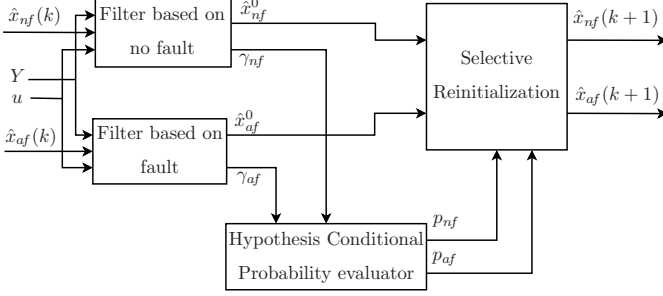 x̂_nf(k)
Y
u
x̂_af(k)
Filter based on
no fault
x̂⁰_nf
γ_nf
Filter based on
fault
x̂⁰_af
γ_af
Selective
Reinitialization
x̂_nf(k+1)
x̂_af(k+1)
Hypothesis Conditional
Probability evaluator
p_nf
p_af